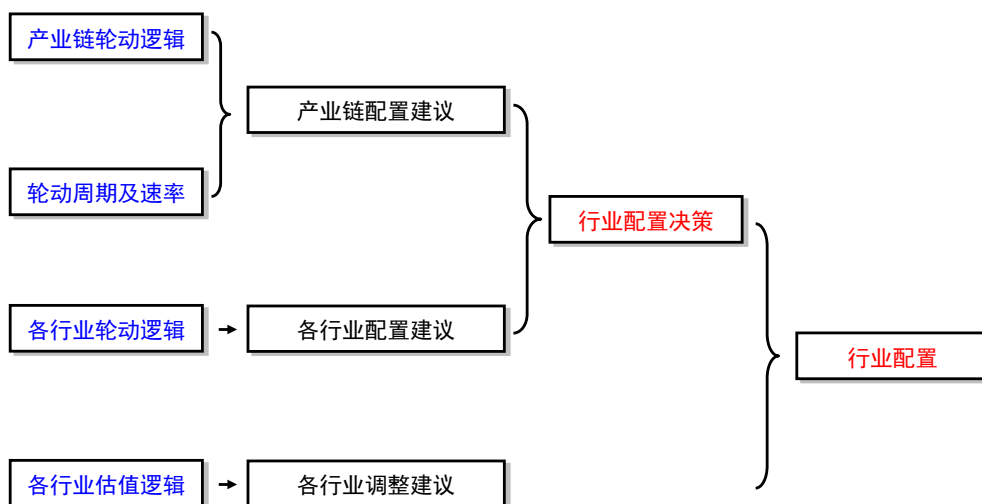 产业链轮动逻辑
产业链配置建议
轮动周期及速率
行业配置决策
各行业轮动逻辑
各行业配置建议
行业配置
各行业估值逻辑
各行业调整建议